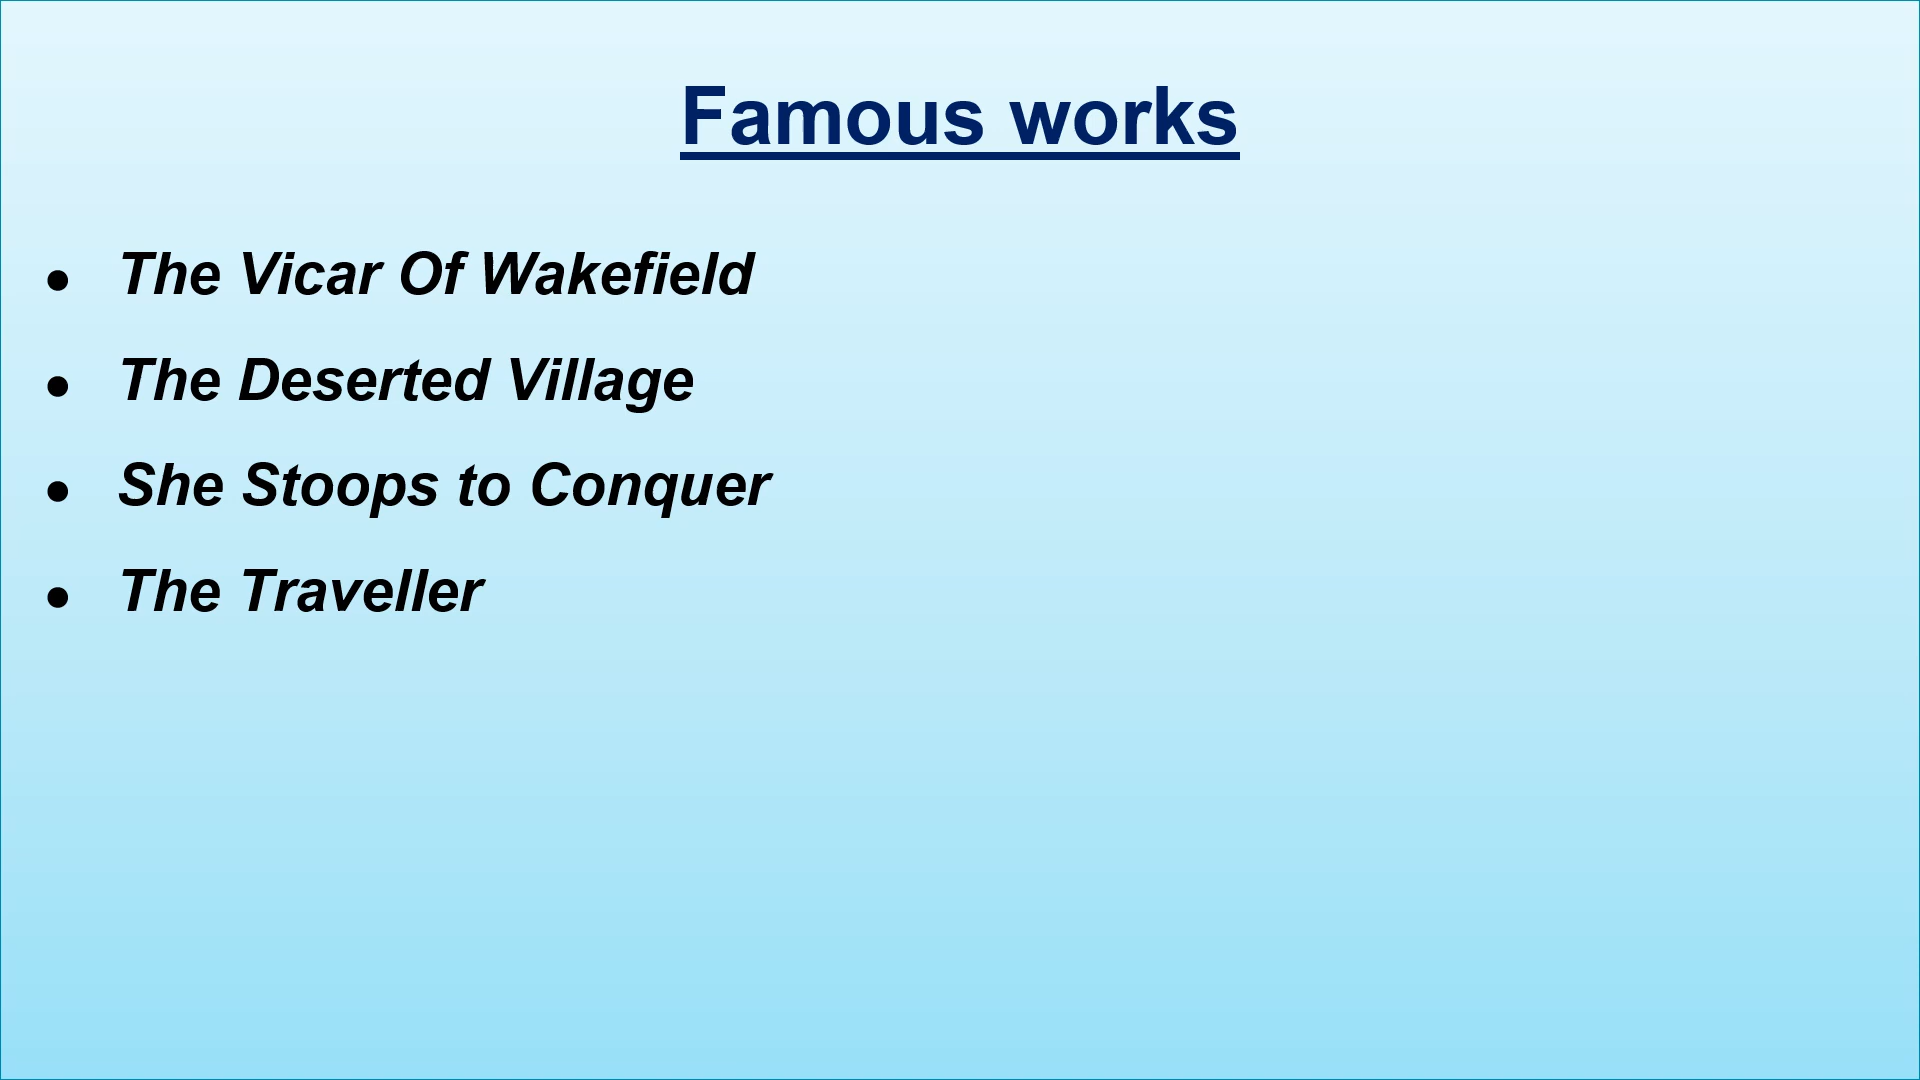 Famous works
● The Vicar Of Wakefield
● The Deserted Village
● She Stoops to Conquer
● The Traveller